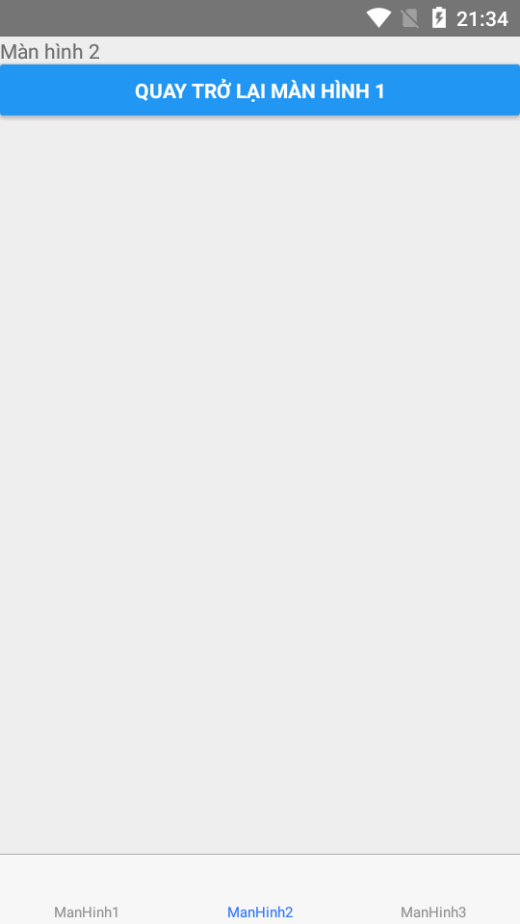 21:34
Màn hình 2
QUAY TRỞ LẠI MÀN HÌNH 1
ManHinh1 ManHinh2 ManHinh3